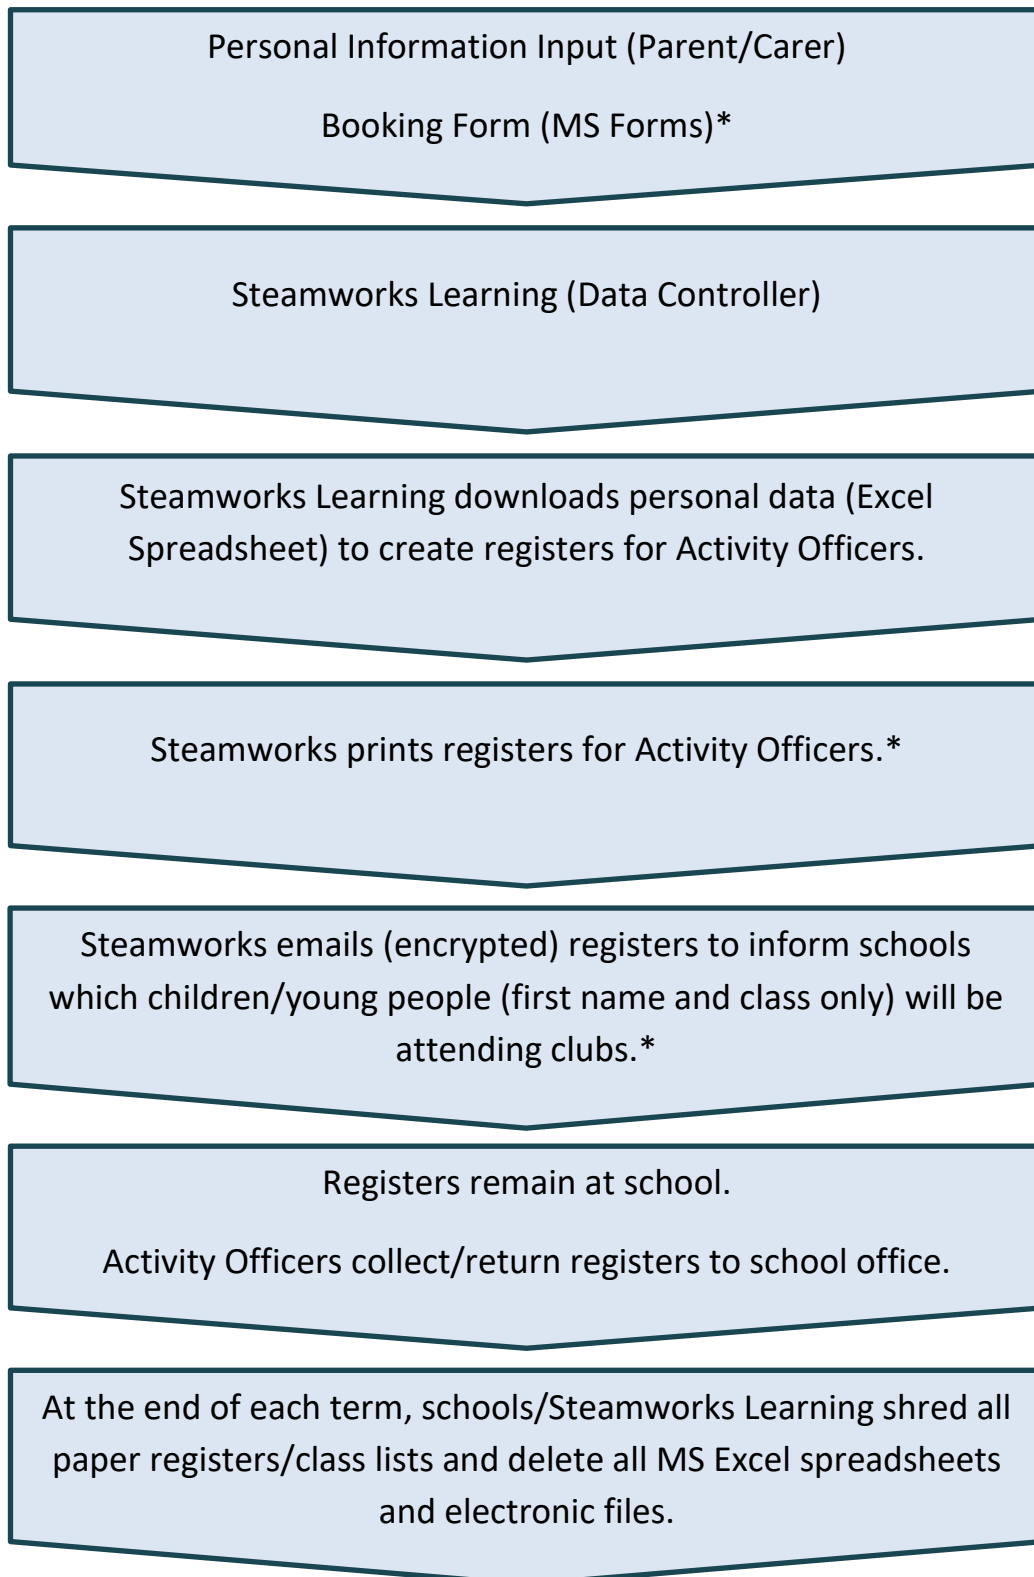 Personal Information Input (Parent/Carer)
Booking Form (MS Forms)*
Steamworks Learning (Data Controller)
Steamworks Learning downloads personal data (Excel
Spreadsheet) to create registers for Activity Officers.
Steamworks prints registers for Activity Officers.*
Steamworks emails (encrypted) registers to inform schools
which children/young people (first name and class only) will be
attending clubs.*
Registers remain at school.
Activity Officers collect/return registers to school office.
At the end of each term, schools/Steamworks Learning shred all
paper registers/class lists and delete all MS Excel spreadsheets
and electronic files.